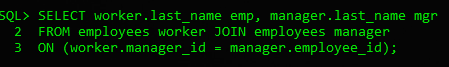 SQL> SELECT worker.last_name emp, manager.last_name mgr
2 FROM employees worker JOIN employees manager
3 ON (worker.manager_id = manager.employee_id);